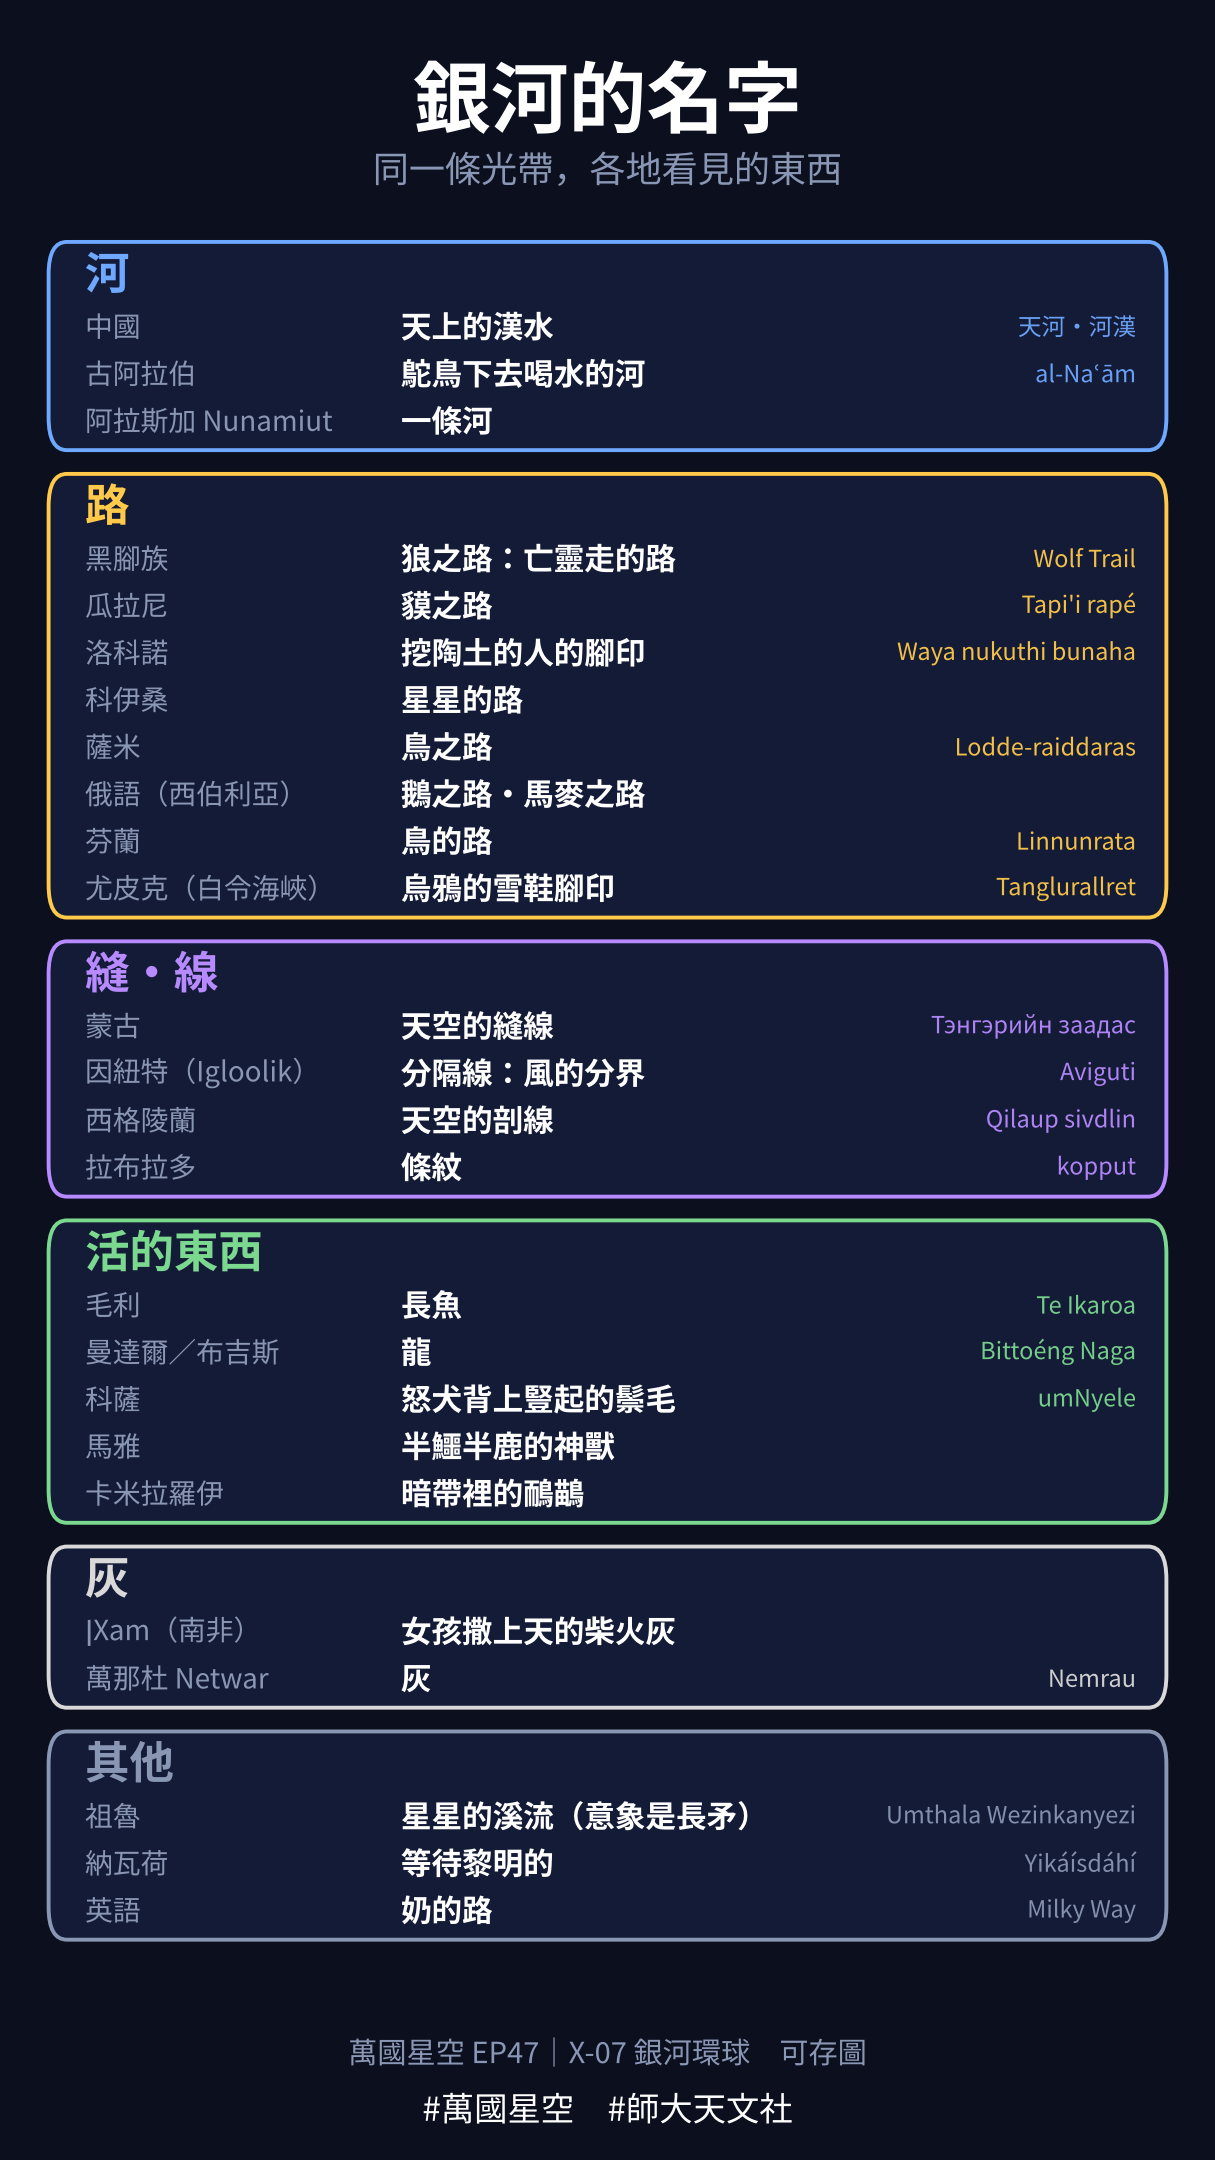 銀河的名字
同一條光帶，各地看見的東西
河
中國 天上的漢水 天河・河漢
古阿拉伯 鴕鳥下去喝水的河 al-Naʿām
阿拉斯加 Nunamiut 一條河
路
黑腳族 狼之路：亡靈走的路 Wolf Trail
瓜拉尼 貘之路 Tapi'i rapé
洛科諾 挖陶土的人的腳印 Waya nukuthi bunaha
科伊桑 星星的路
薩米 鳥之路 Lodde-raiddaras
俄語（西伯利亞） 鵝之路・馬麥之路
芬蘭 鳥的路 Linnunrata
尤皮克（白令海峽） 烏鴉的雪鞋腳印 Tanglurallret
縫・線
蒙古 天空的縫線 Тэнгэрийн заадас
因紐特（Igloolik） 分隔線：風的分界 Aviguti
西格陵蘭 天空的剖線 Qilaup sivdlin
拉布拉多 條紋 kopput
活的東西
毛利 長魚 Te Ikaroa
曼達爾／布吉斯 龍 Bittoéng Naga
科薩 怒犬背上豎起的鬃毛 umNyele
馬雅 半鱷半鹿的神獸
卡米拉羅伊 暗帶裡的鴯鶓
灰
|Xam（南非） 女孩撒上天的柴火灰
萬那杜 Netwar 灰 Nemrau
其他
祖魯 星星的溪流（意象是長矛） Umthala Wezinkanyezi
納瓦荷 等待黎明的 Yikáísdáhí
英語 奶的路 Milky Way
萬國星空 EP47｜X-07 銀河環球　可存圖
#萬國星空　#師大天文社